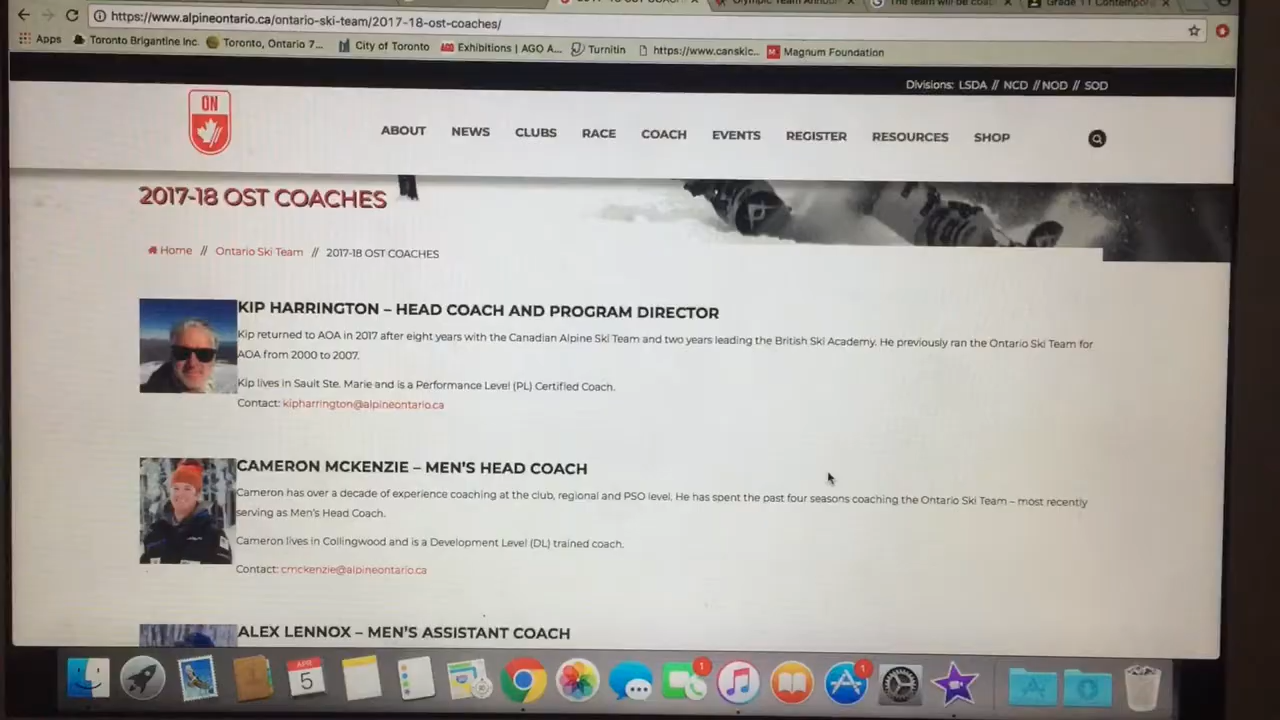 https://www.alpineontario.ca/ontario-ski-team/2017-18-ost-coaches/
Apps Toronto Brigantine Inc. Toronto, Ontario 7... City of Toronto Exhibitions | AGO A... Turnitin https://www.canskic... Magnum Foundation
Divisions: LSDA // NCD // NOD // SOD
ON
ABOUT NEWS CLUBS RACE COACH EVENTS REGISTER RESOURCES SHOP
2017-18 OST COACHES
Home // Ontario Ski Team // 2017-18 OST COACHES
KIP HARRINGTON – HEAD COACH AND PROGRAM DIRECTOR
Kip returned to AOA in 2017 after eight years with the Canadian Alpine Ski Team and two years leading the British Ski Academy. He previously ran the Ontario Ski Team for
AOA from 2000 to 2007.
Kip lives in Sault Ste. Marie and is a Performance Level (PL) Certified Coach.
Contact: kipharrington@alpineontario.ca
CAMERON MCKENZIE – MEN'S HEAD COACH
Cameron has over a decade of experience coaching at the club, regional and PSO level. He has spent the past four seasons coaching the Ontario Ski Team – most recently
serving as Men's Head Coach.
Cameron lives in Collingwood and is a Development Level (DL) trained coach.
Contact: cmckenzie@alpineontario.ca
ALEX LENNOX – MEN'S ASSISTANT COACH
APR
5
1
1